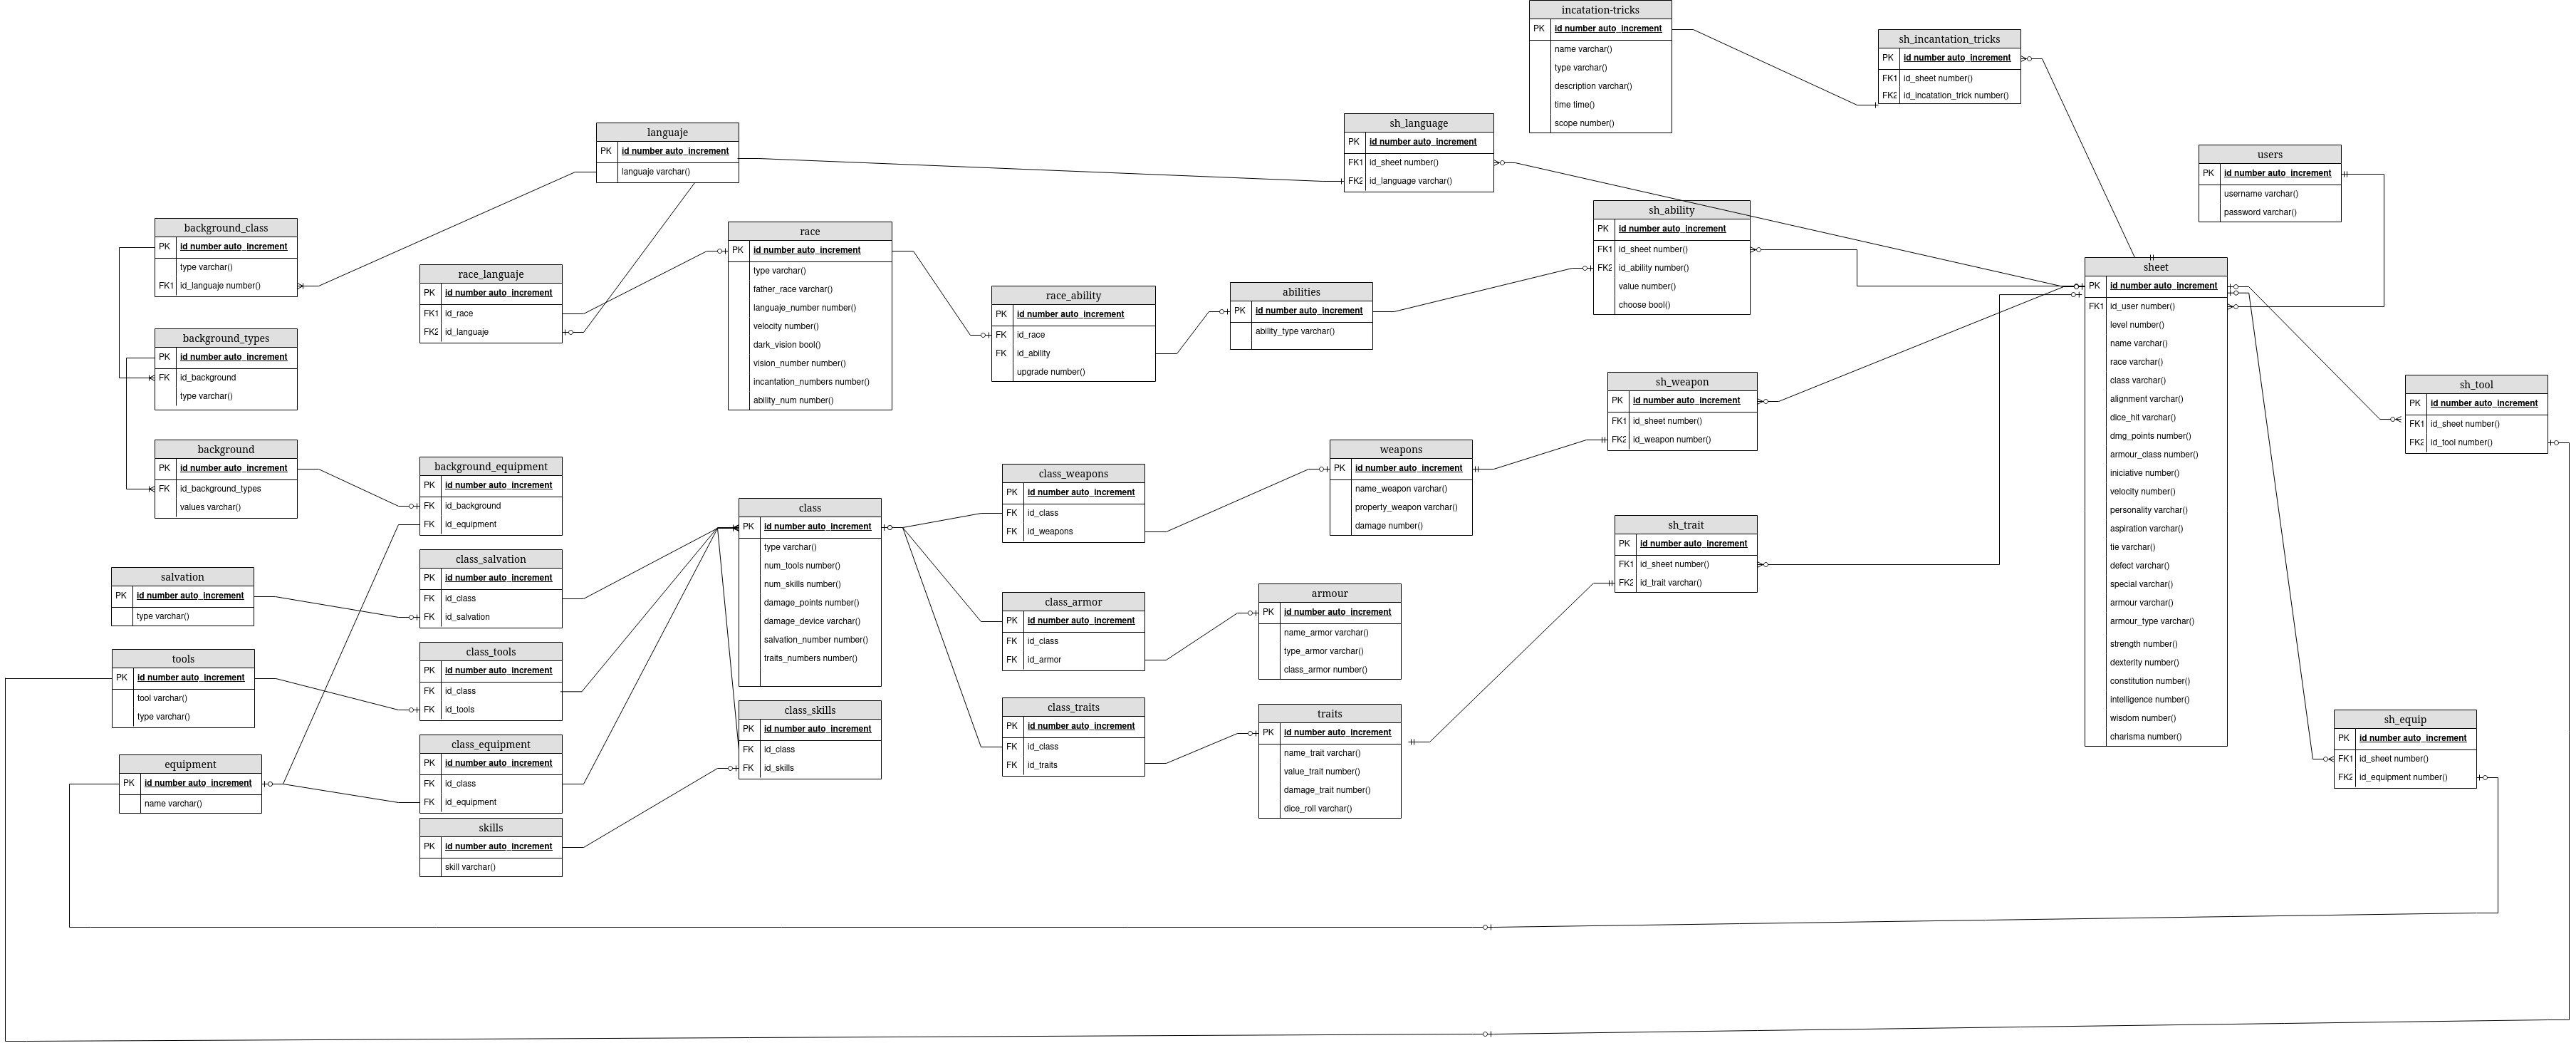 incatation-tricks
PK id number auto_increment
name varchar()
type varchar()
description varchar()
time time()
scope number()
sh_incantation_tricks
PK id number auto_increment
FK1 id_sheet number()
FK2 id_incatation_trick number()
sh_language
PK id number auto_increment
FK1 id_sheet number()
FK2 id_language varchar()
languaje
PK id number auto_increment
languaje varchar()
users
PK id number auto_increment
username varchar()
password varchar()
background_class
PK id number auto_increment
type varchar()
FK1 id_languaje number()
race_languaje
PK id number auto_increment
FK1 id_race
FK2 id_languaje
race
PK id number auto_increment
type varchar()
father_race varchar()
languaje_number number()
velocity number()
dark_vision bool()
vision_number number()
incantation_numbers number()
ability_num number()
race_ability
PK id number auto_increment
FK id_race
FK id_ability
upgrade number()
abilities
PK id number auto_increment
ability_type varchar()
sh_ability
PK id number auto_increment
FK1 id_sheet number()
FK2 id_ability number()
value number()
choose bool()
sheet
PK id number auto_increment
FK1 id_user number()
level number()
name varchar()
race varchar()
class varchar()
alignment varchar()
dice_hit varchar()
dmg_points number()
armour_class number()
iniciative number()
velocity number()
personality varchar()
aspiration varchar()
tie varchar()
defect varchar()
special varchar()
armour varchar()
armour_type varchar()
strength number()
dexterity number()
constitution number()
intelligence number()
wisdom number()
charisma number()
background_types
PK id number auto_increment
FK id_background
type varchar()
sh_weapon
PK id number auto_increment
FK1 id_sheet number()
FK2 id_weapon number()
sh_tool
PK id number auto_increment
FK1 id_sheet number()
FK2 id_tool number()
background
PK id number auto_increment
FK id_background_types
values varchar()
background_equipment
PK id number auto_increment
FK id_background
FK id_equipment
class
PK id number auto_increment
type varchar()
num_tools number()
num_skills number()
damage_points number()
damage_device varchar()
salvation_number number()
traits_numbers number()
class_weapons
PK id number auto_increment
FK id_class
FK id_weapons
weapons
PK id number auto_increment
name_weapon varchar()
property_weapon varchar()
damage number()
sh_trait
PK id number auto_increment
FK1 id_sheet number()
FK2 id_trait varchar()
salvation
PK id number auto_increment
type varchar()
class_salvation
PK id number auto_increment
FK id_class
FK id_salvation
class_armor
PK id number auto_increment
FK id_class
FK id_armor
armour
PK id number auto_increment
name_armor varchar()
type_armor varchar()
class_armor number()
tools
PK id number auto_increment
tool varchar()
type varchar()
class_tools
PK id number auto_increment
FK id_class
FK id_tools
class_skills
PK id number auto_increment
FK id_class
FK id_skills
class_traits
PK id number auto_increment
FK id_class
FK id_traits
traits
PK id number auto_increment
name_trait varchar()
value_trait number()
damage_trait number()
dice_roll varchar()
sh_equip
PK id number auto_increment
FK1 id_sheet number()
FK2 id_equipment number()
equipment
PK id number auto_increment
name varchar()
class_equipment
PK id number auto_increment
FK id_class
FK id_equipment
skills
PK id number auto_increment
skill varchar()